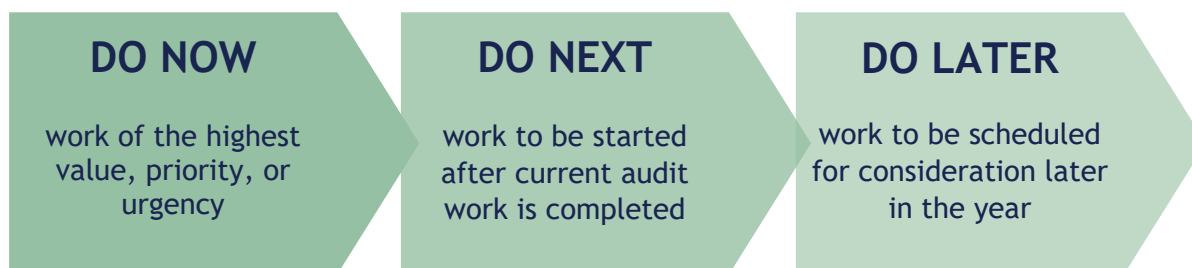 DO NOW
work of the highest
value, priority, or
urgency
DO NEXT
work to be started
after current audit
work is completed
DO LATER
work to be scheduled
for consideration later
in the year